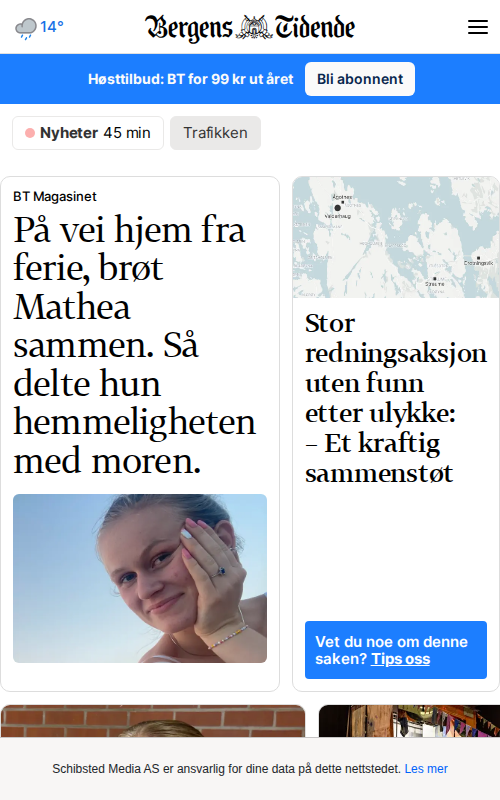 14°
Bergens Tidende
Høsttilbud: BT for 99 kr ut året
Bli abonnent
Nyheter 45 min
Trafikken
BT Magasinet
På vei hjem fra
ferie, brøt
Mathea
sammen. Så
delte hun
hemmeligheten
med moren.
Ågotnes
Valderhaug
Straume
Stor
redningsaksjon
uten funn
etter ulykke:
– Et kraftig
sammenstøt
Vet du noe om denne
saken? Tips oss
Schibsted Media AS er ansvarlig for dine data på dette nettstedet. Les mer